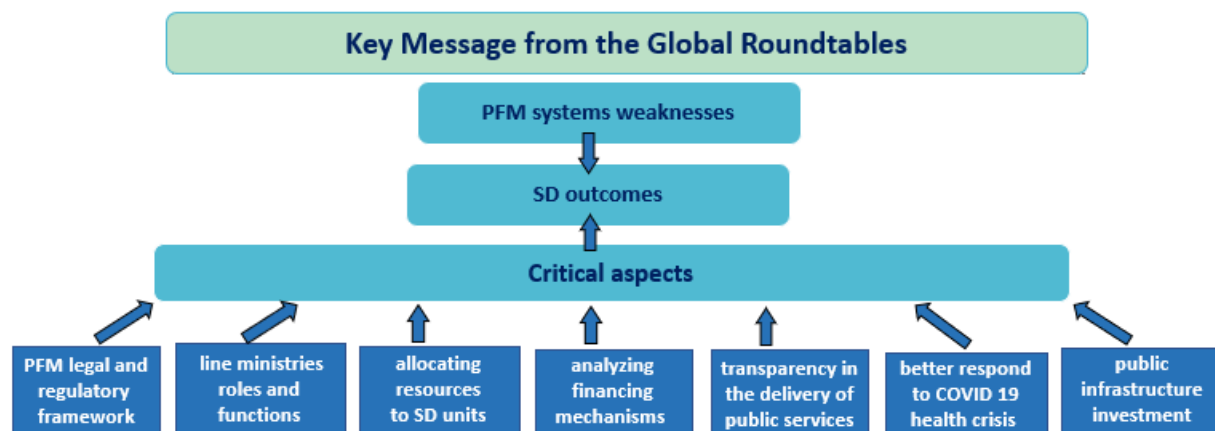 Key Message from the Global Roundtables
PFM systems weaknesses
SD outcomes
Critical aspects
PFM legal and
regulatory
framework
line ministries
roles and
functions
allocating
resources
to SD units
analyzing
financing
mechanisms
transparency in
the delivery of
public services
better respond
to COVID 19
health crisis
public
infrastructure
investment